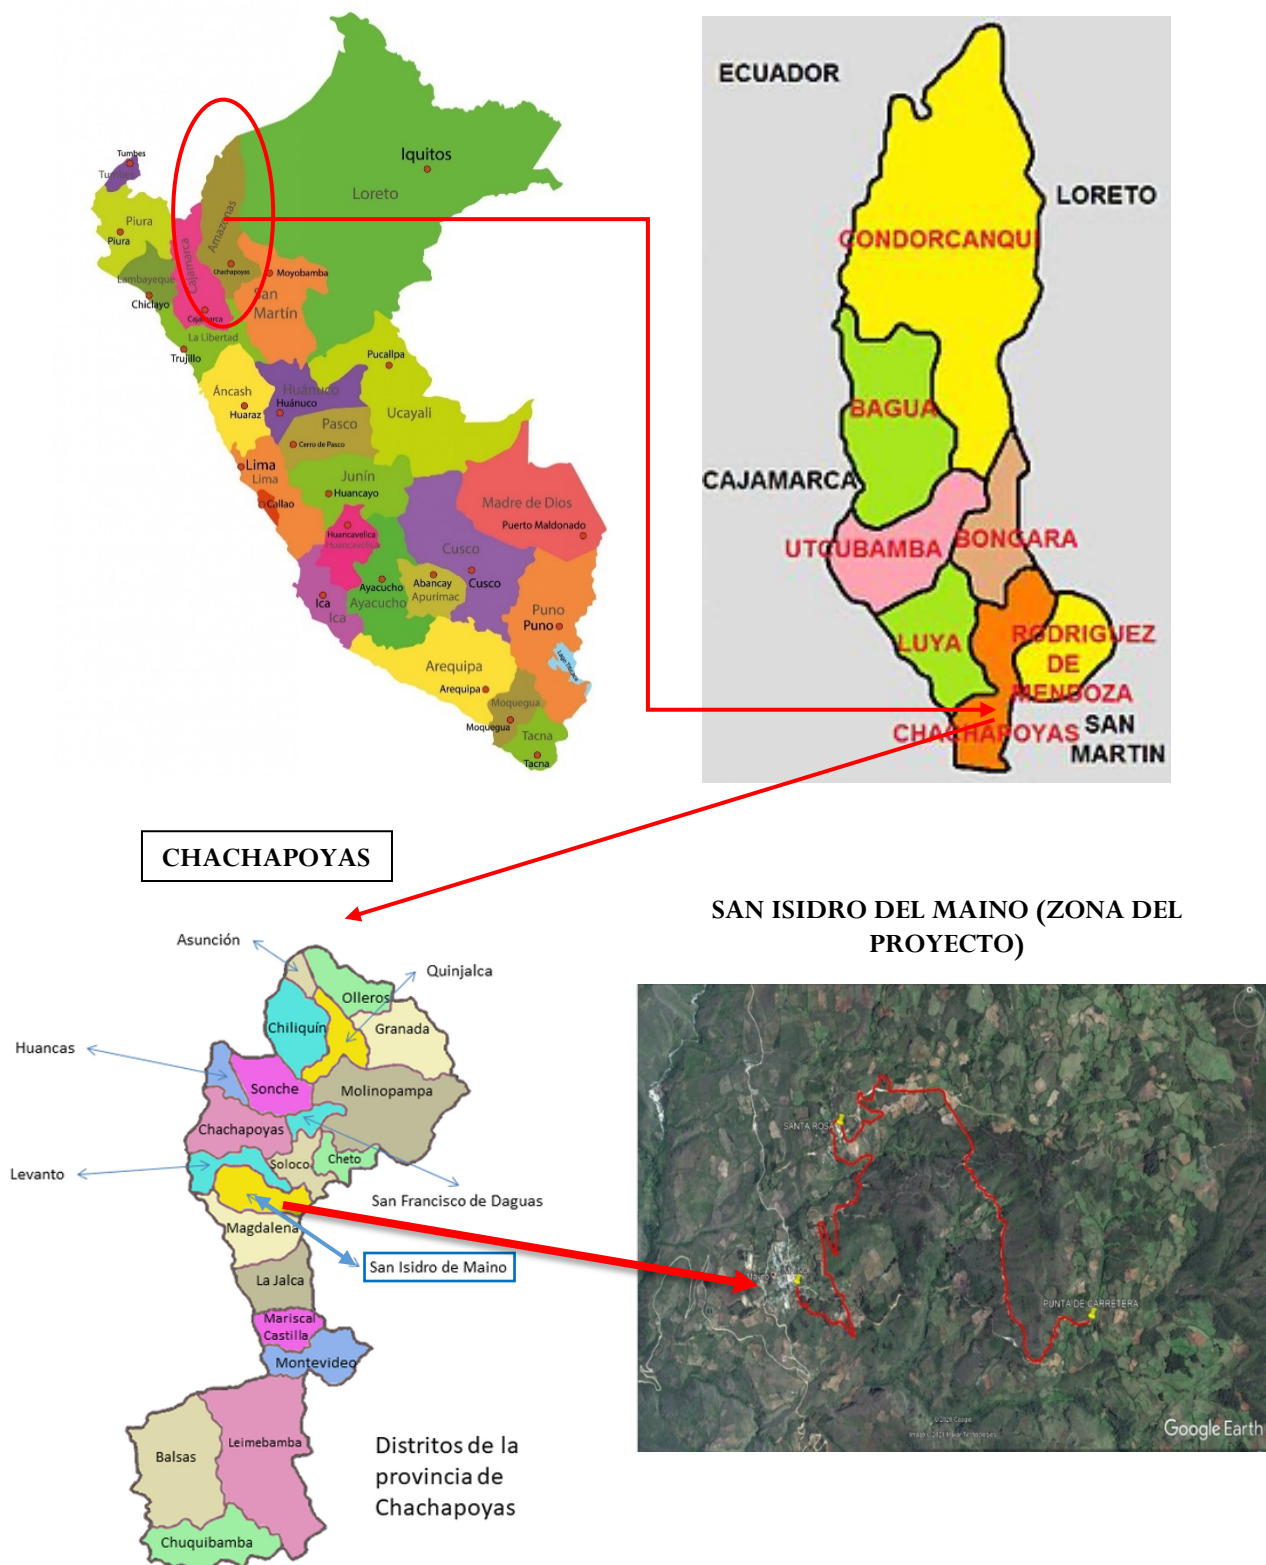 Tumbes
Tumbes
Piura
Piura
Lambayeque
Chiclayo
Cajamarca
Cajamarca
Amazonas
Chachapoyas
Iquitos
Loreto
Moyobamba
San
Martín
La Libertad
Trujillo
Áncash
Huaraz
Huánuco
Huánuco
Pucallpa
Ucayali
Pasco
Cerro de Pasco
Lima
Lima
Callao
Junín
Huancayo
Huancavelica
Huancavelica
Madre de Dios
Puerto Maldonado
Cusco
Cusco
Ica
Ica
Ayacucho
Ayacucho
Abancay
Apurímac
Puno
Puno
Lago Titicaca
Arequipa
Arequipa
Moquegua
Moquegua
Tacna
Tacna
ECUADOR
LORETO
CONDORCANQUI
BAGUA
CAJAMARCA
UTCUBAMBA
BONGARA
LUYA
RODRIGUEZ
DE
MENDOZA
CHACHAPOYAS
SAN
MARTIN
CHACHAPOYAS
SAN ISIDRO DEL MAINO (ZONA DEL
PROYECTO)
Asunción
Quinjalca
Olleros
Chiliquín
Granada
Huancas
Sonche
Molinopampa
Chachapoyas
Soloco
Cheto
Levanto
San Francisco de Daguas
Magdalena
San Isidro de Maino
La Jalca
Mariscal
Castilla
Montevideo
Balsas
Leimebamba
Chuquibamba
Distritos de la
provincia de
Chachapoyas
SANTA ROSA
PUNTA DE CARRETERA
Google Earth